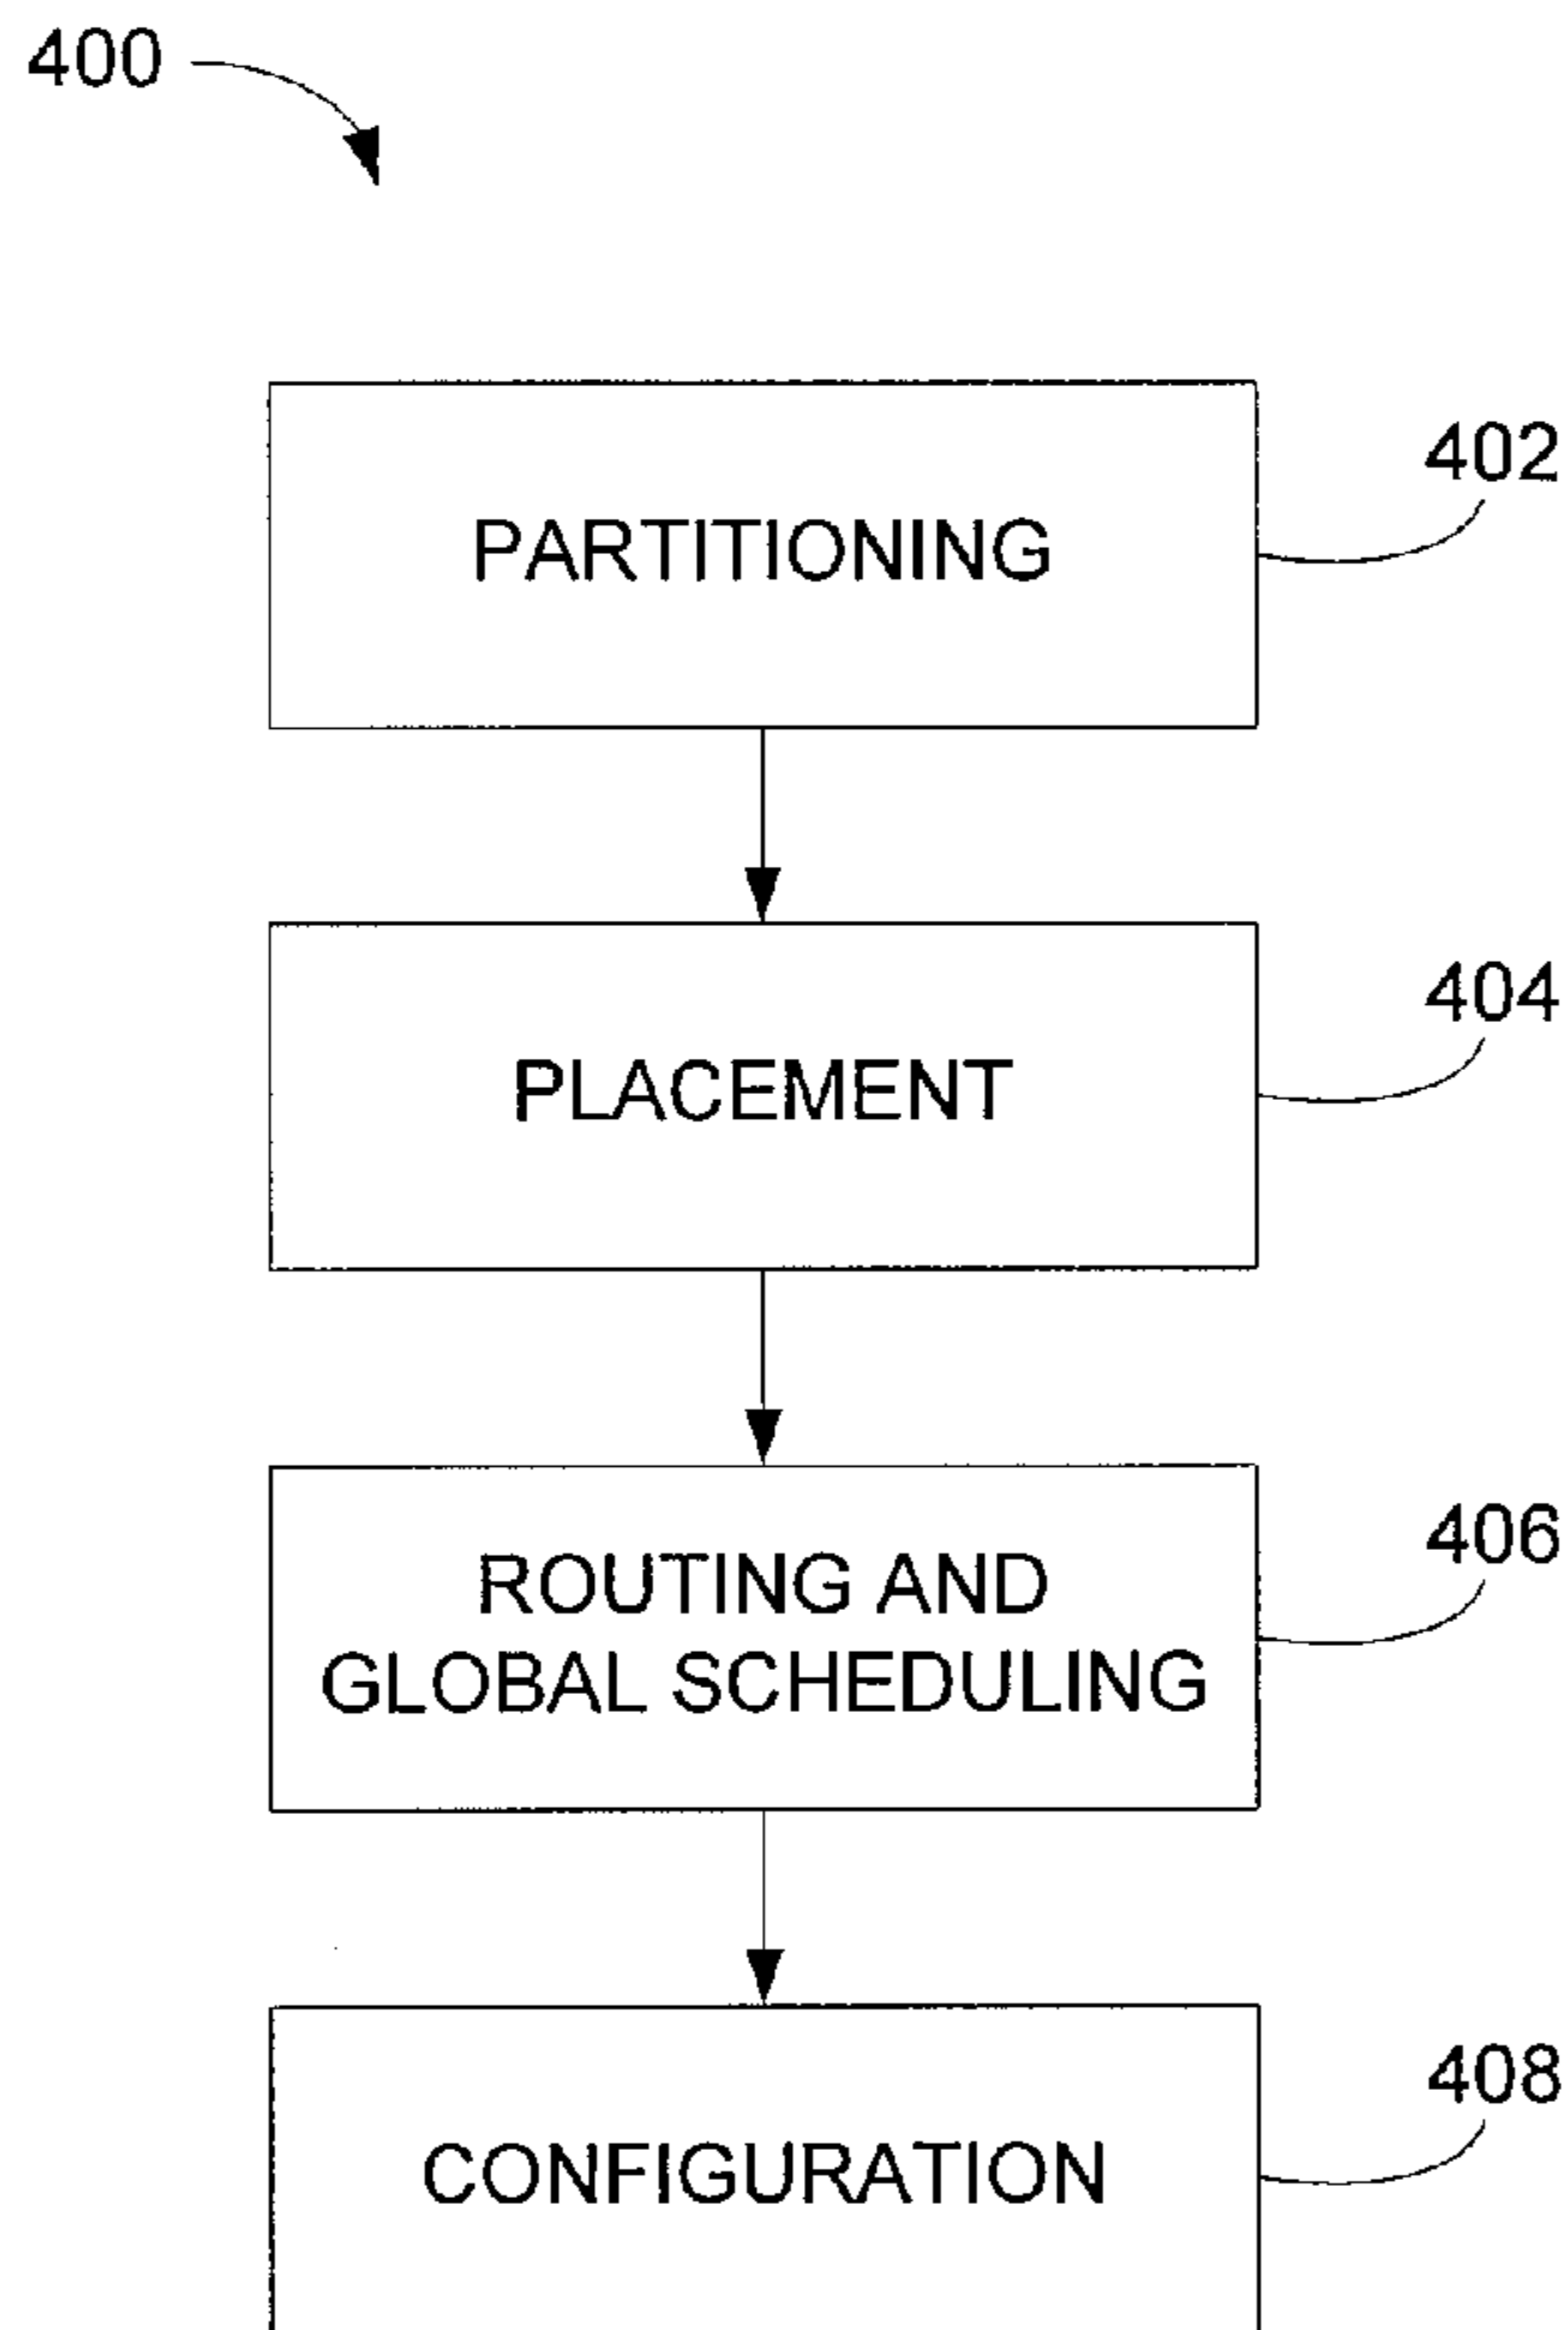 400
PARTITIONING
402
PLACEMENT
404
ROUTING AND
GLOBAL SCHEDULING
406
CONFIGURATION
408